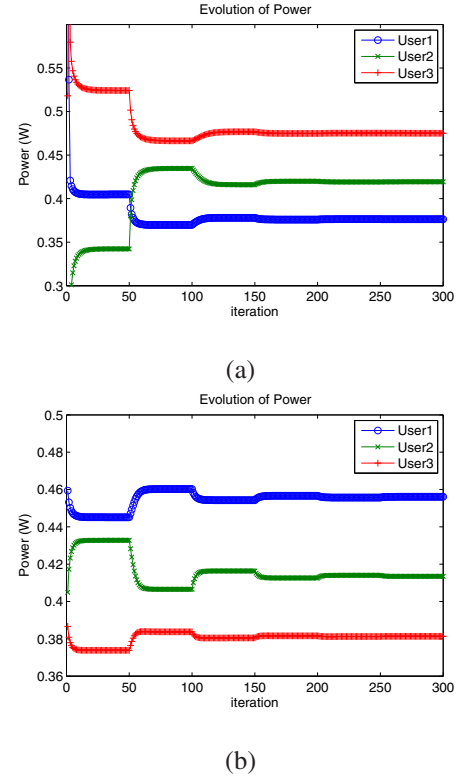 Evolution of Power
User1
User2
User3
0.55
0.5
0.45
0.4
0.35
0.3
Power (W)
0 50 100 150 200 250 300
iteration
(a)
Evolution of Power
User1
User2
User3
0.5
0.48
0.46
0.44
0.42
0.4
0.38
0.36
Power (W)
0 50 100 150 200 250 300
iteration
(b)